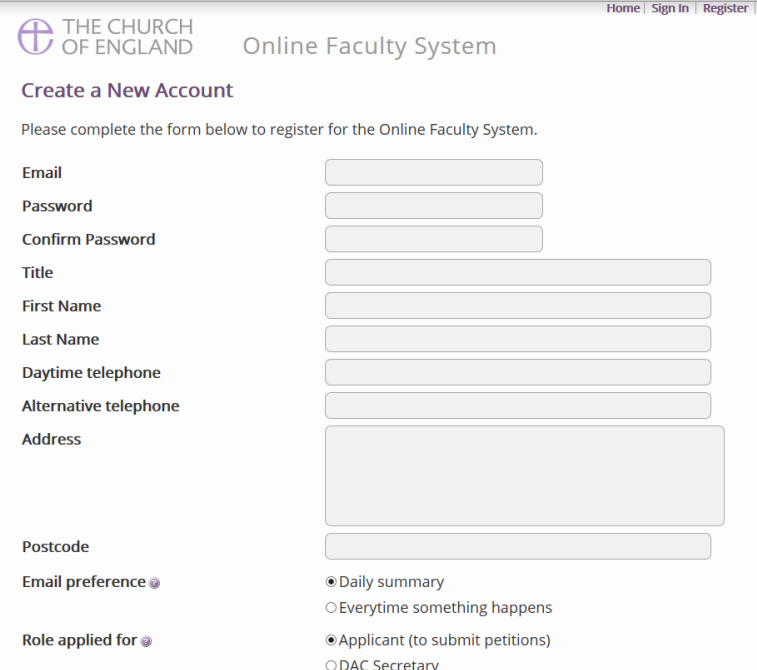 Home | Sign In | Register |
THE CHURCH
OF ENGLAND
Online Faculty System
Create a New Account
Please complete the form below to register for the Online Faculty System.
Email
Password
Confirm Password
Title
First Name
Last Name
Daytime telephone
Alternative telephone
Address
Postcode
Email preference ?
Daily summary
Everytime something happens
Role applied for ?
Applicant (to submit petitions)
DAC Secretary